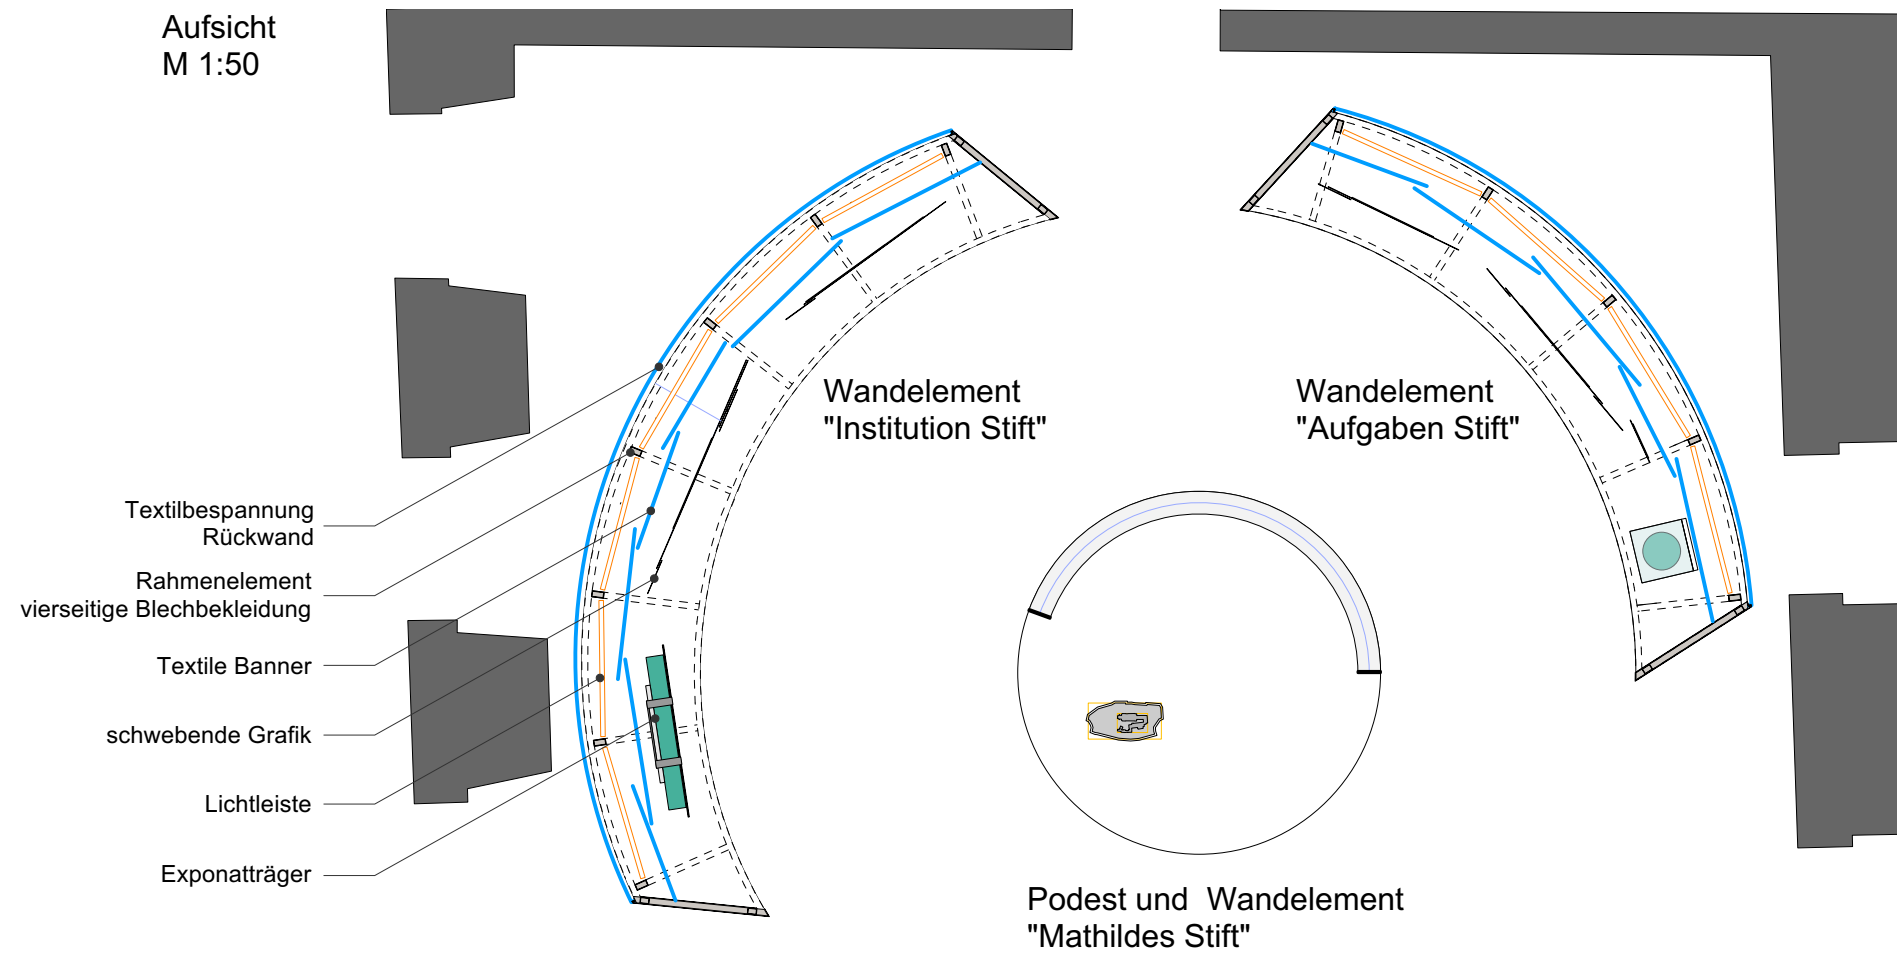 Aufsicht
M 1:50
Wandelement
"Institution Stift"
Wandelement
"Aufgaben Stift"
Textilbespannung
Rückwand
Rahmenelement
vierseitige Blechbekleidung
Textile Banner
schwebende Grafik
Lichtleiste
Exponatträger
Podest und  Wandelement
"Mathildes Stift"